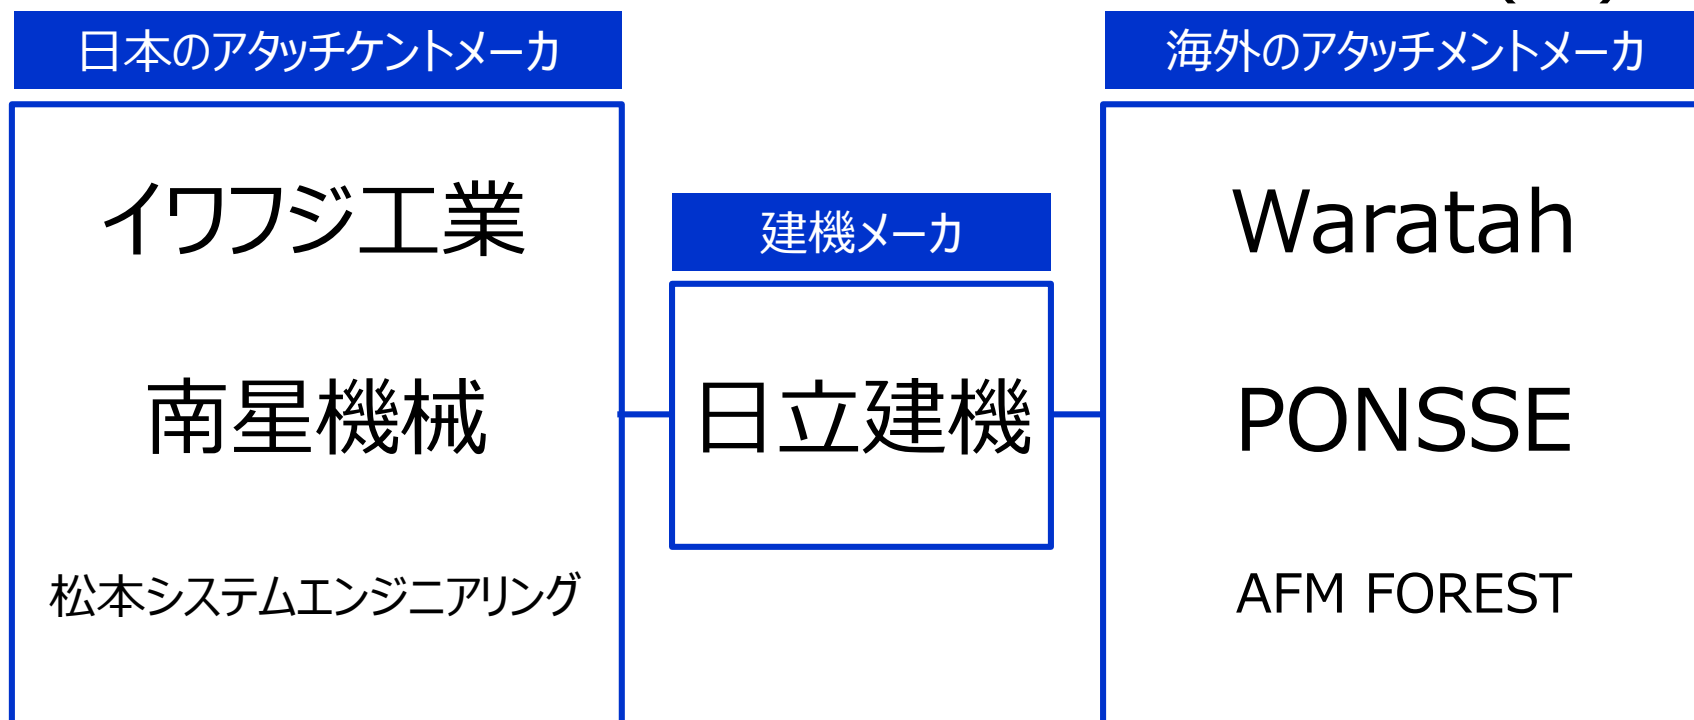 日本のアタッチケントメーカ
イワフジ工業
南星機械
松本システムエンジニアリング
建機メーカ
日立建機
海外のアタッチメントメーカ
Waratah
PONSSE
AFM FOREST